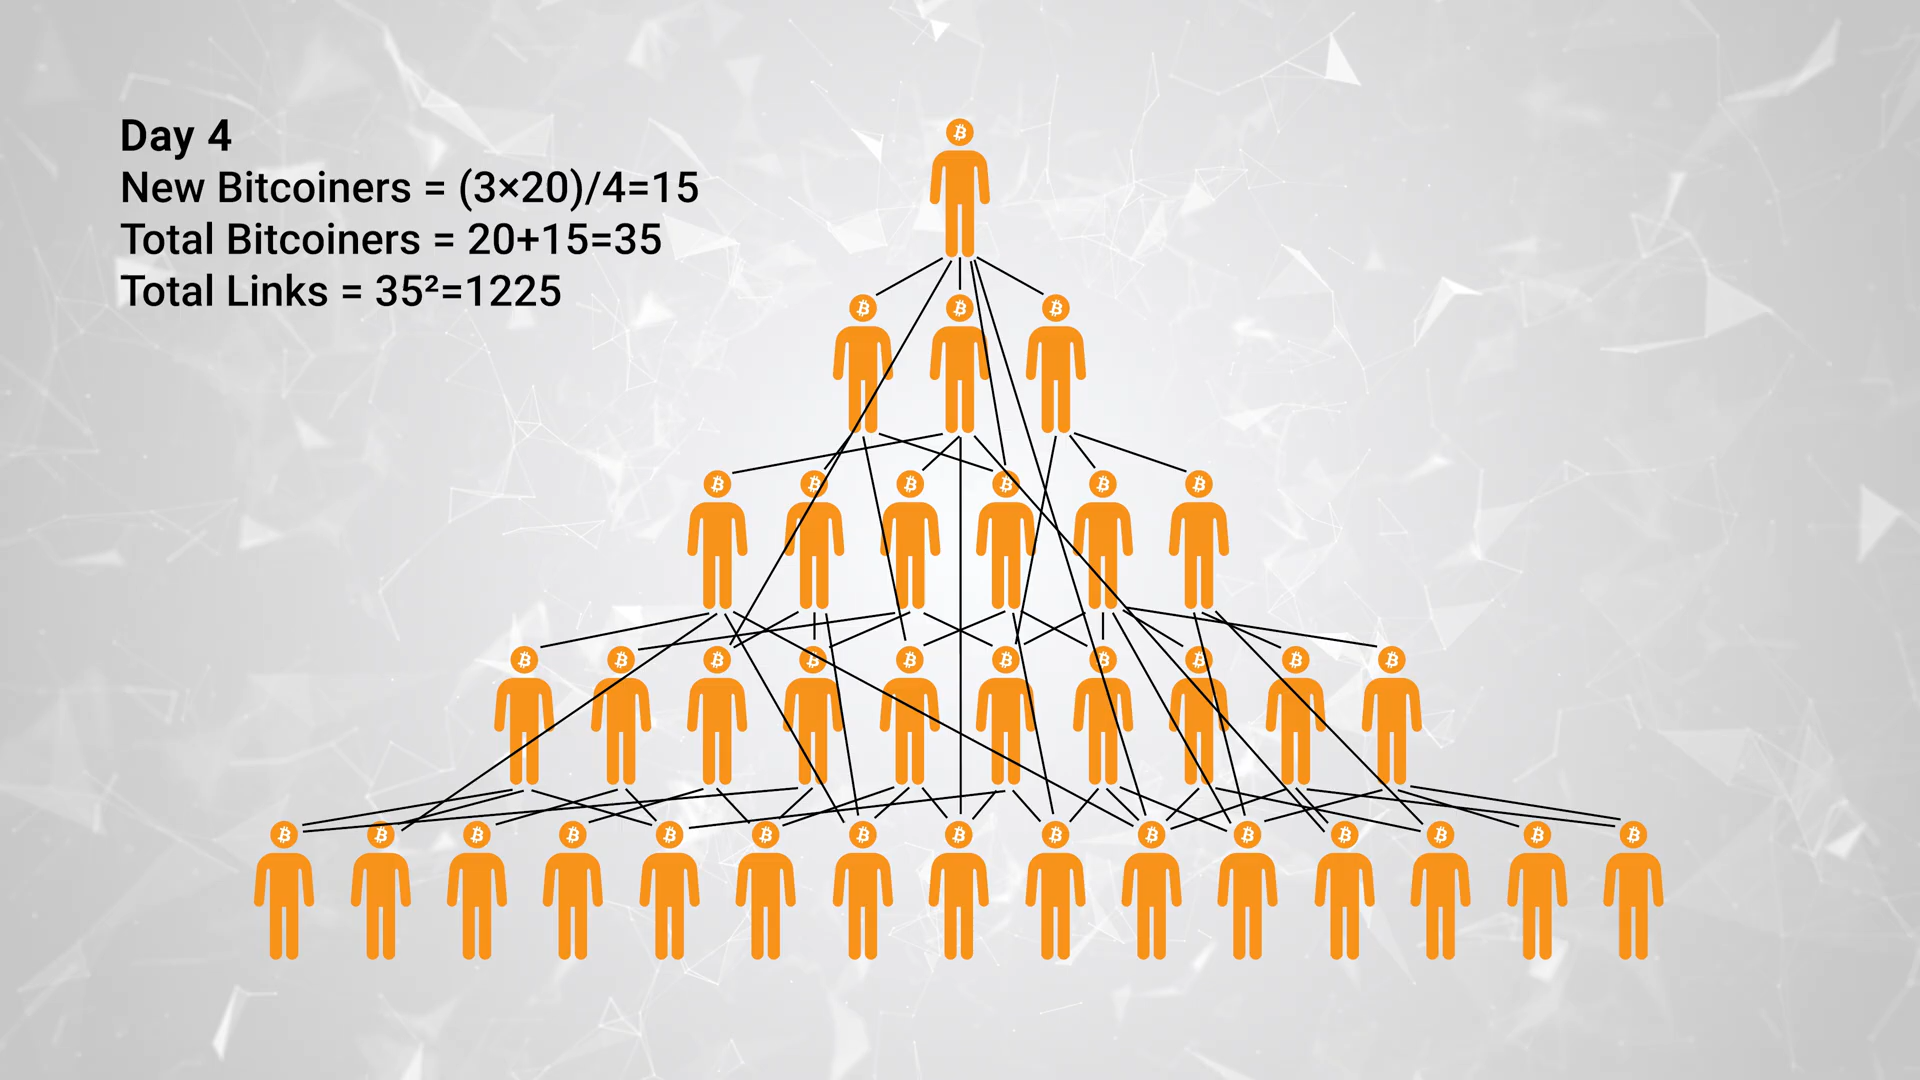 Day 4
New Bitcoiners = (3×20)/4=15
Total Bitcoiners = 20+15=35
Total Links = 35²=1225